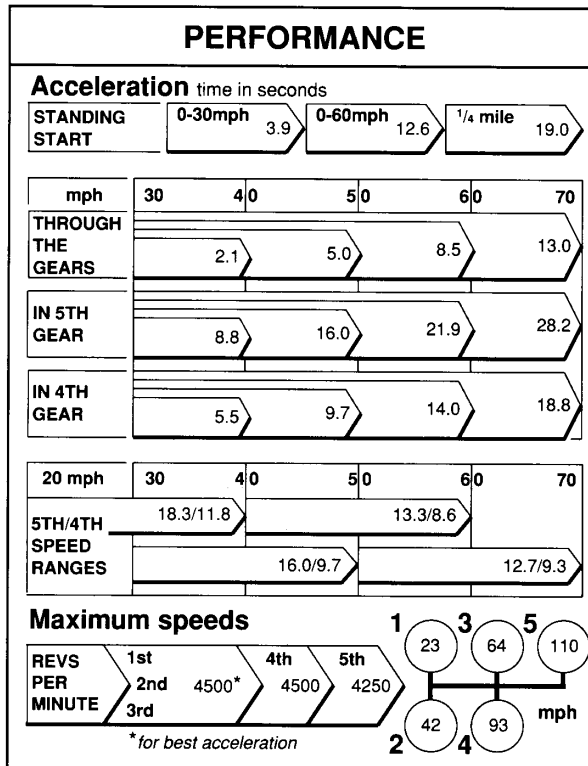 PERFORMANCE
Acceleration time in seconds
STANDING START 0-30mph 3.9 0-60mph 12.6 1/4 mile 19.0
mph 30 40 50 60 70
THROUGH THE GEARS 2.1 5.0 8.5 13.0
IN 5TH GEAR 8.8 16.0 21.9 28.2
IN 4TH GEAR 5.5 9.7 14.0 18.8
20 mph 30 40 50 60 70
5TH/4TH SPEED RANGES
18.3/11.8 13.3/8.6
16.0/9.7 12.7/9.3
Maximum speeds
REVS PER MINUTE
1st
2nd
3rd
4500*
4th
4500
5th
4250
*for best acceleration
1 3 5
23 64 110
mph
42 93
2 4